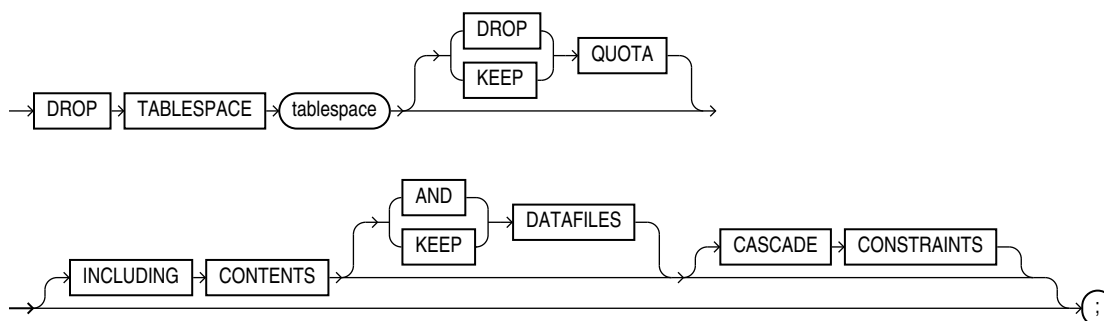 DROP
KEEP QUOTA
DROP TABLESPACE tablespace
AND
KEEP DATAFILES
CASCADE CONSTRAINTS
INCLUDING CONTENTS
;